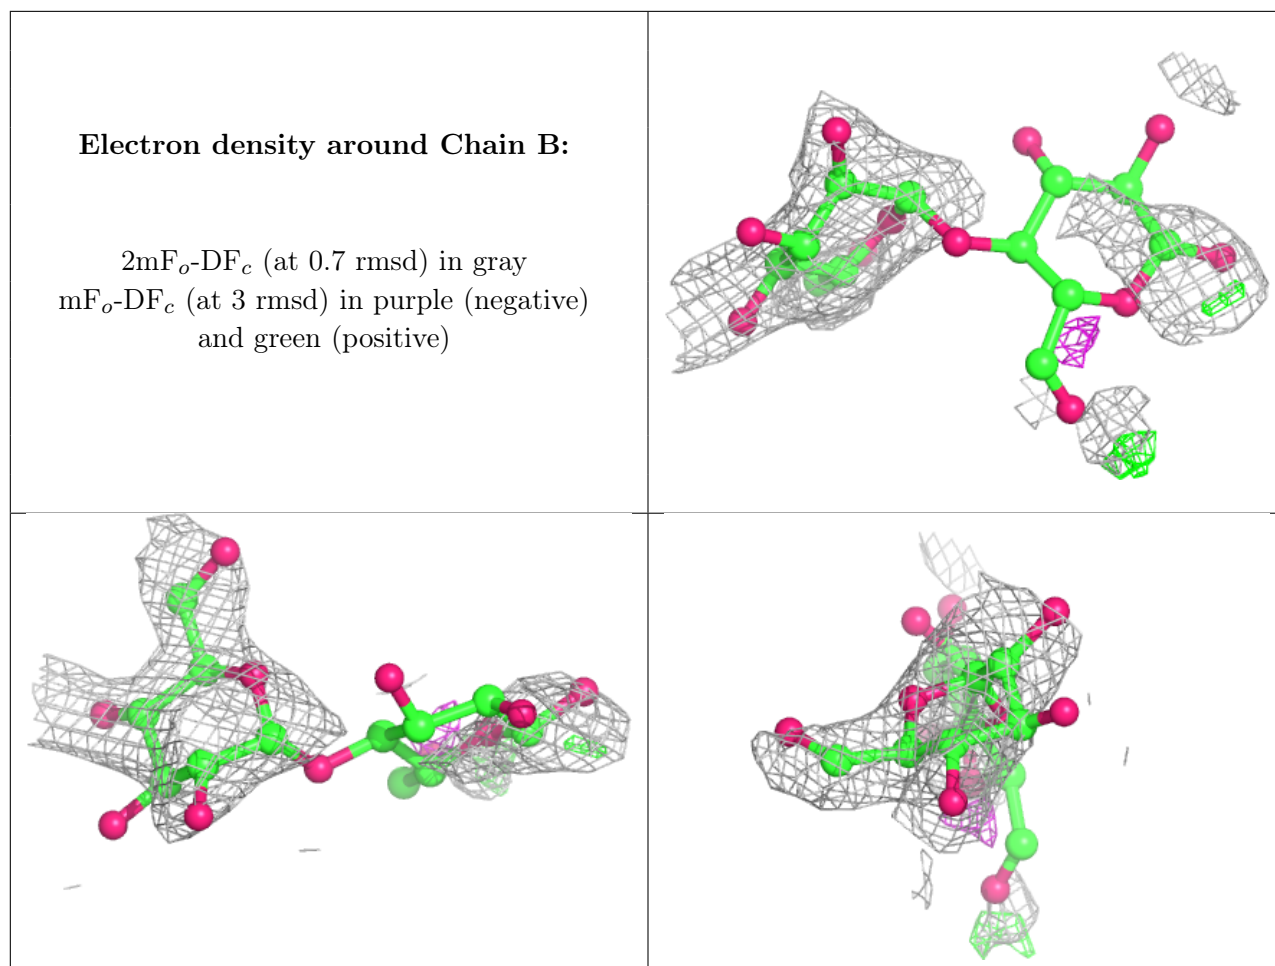 Electron density around Chain B:
2mFo-DFc (at 0.7 rmsd) in gray
mFo-DFc (at 3 rmsd) in purple (negative)
and green (positive)